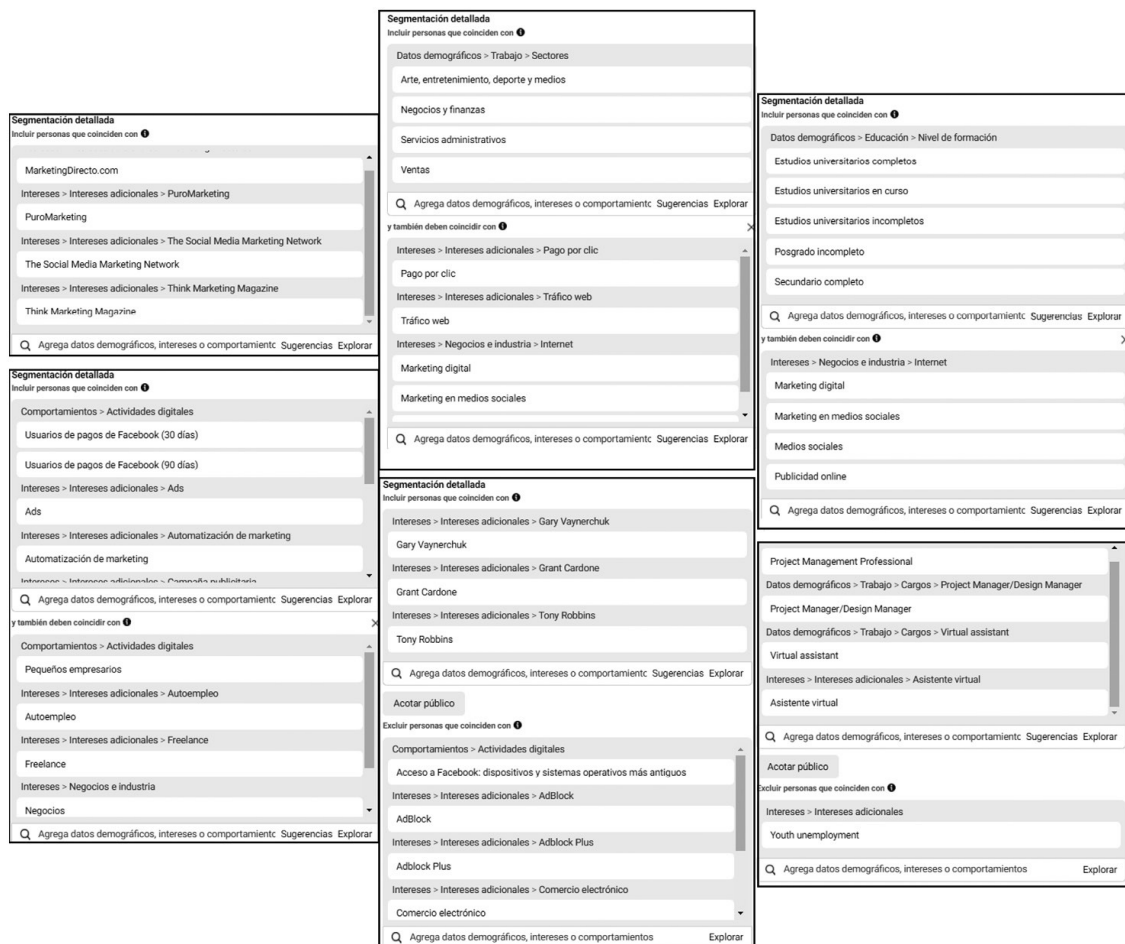 Segmentación detallada
Incluir personas que coinciden con
MarketingDirecto.com
Intereses > Intereses adicionales > PuroMarketing
PuroMarketing
Intereses > Intereses adicionales > The Social Media Marketing Network
The Social Media Marketing Network
Intereses > Intereses adicionales > Think Marketing Magazine
Think Marketing Magazine
Agrega datos demográficos, intereses o comportamientc Sugerencias Explorar
Segmentación detallada
Incluir personas que coinciden con
Comportamientos > Actividades digitales
Usuarios de pagos de Facebook (30 días)
Usuarios de pagos de Facebook (90 días)
Intereses > Intereses adicionales > Ads
Ads
Intereses > Intereses adicionales > Automatización de marketing
Automatización de marketing
Intereses > Intereses adicionales > Campaña publicitaria
Agrega datos demográficos, intereses o comportamientc Sugerencias Explorar
y también deben coincidir con
Comportamientos > Actividades digitales
Pequeños empresarios
Intereses > Intereses adicionales > Autoempleo
Autoempleo
Intereses > Intereses adicionales > Freelance
Freelance
Intereses > Negocios e industria
Negocios
Agrega datos demográficos, intereses o comportamientc Sugerencias Explorar
Segmentación detallada
Incluir personas que coinciden con
Datos demográficos > Trabajo > Sectores
Arte, entretenimiento, deporte y medios
Negocios y finanzas
Servicios administrativos
Ventas
Agrega datos demográficos, intereses o comportamientc Sugerencias Explorar
y también deben coincidir con
Intereses > Intereses adicionales > Pago por clic
Pago por clic
Intereses > Intereses adicionales > Tráfico web
Tráfico web
Intereses > Negocios e industria > Internet
Marketing digital
Marketing en medios sociales
Agrega datos demográficos, intereses o comportamientc Sugerencias Explorar
Segmentación detallada
Incluir personas que coinciden con
Intereses > Intereses adicionales > Gary Vaynerchuk
Gary Vaynerchuk
Intereses > Intereses adicionales > Grant Cardone
Grant Cardone
Intereses > Intereses adicionales > Tony Robbins
Tony Robbins
Agrega datos demográficos, intereses o comportamientc Sugerencias Explorar
Acotar público
Excluir personas que coinciden con
Comportamientos > Actividades digitales
Acceso a Facebook: dispositivos y sistemas operativos más antiguos
Intereses > Intereses adicionales > AdBlock
AdBlock
Intereses > Intereses adicionales > Adblock Plus
Adblock Plus
Intereses > Intereses adicionales > Comercio electrónico
Comercio electrónico
Agrega datos demográficos, intereses o comportamientos Explorar
Segmentación detallada
Incluir personas que coinciden con
Datos demográficos > Educación > Nivel de formación
Estudios universitarios completos
Estudios universitarios en curso
Estudios universitarios incompletos
Posgrado incompleto
Secundario completo
Agrega datos demográficos, intereses o comportamientc Sugerencias Explorar
y también deben coincidir con
Intereses > Negocios e industria > Internet
Marketing digital
Marketing en medios sociales
Medios sociales
Publicidad online
Agrega datos demográficos, intereses o comportamientc Sugerencias Explorar
Project Management Professional
Datos demográficos > Trabajo > Cargos > Project Manager/Design Manager
Project Manager/Design Manager
Datos demográficos > Trabajo > Cargos > Virtual assistant
Virtual assistant
Intereses > Intereses adicionales > Asistente virtual
Asistente virtual
Agrega datos demográficos, intereses o comportamientc Sugerencias Explorar
Acotar público
Excluir personas que coinciden con
Intereses > Intereses adicionales
Youth unemployment
Agrega datos demográficos, intereses o comportamientos Explorar